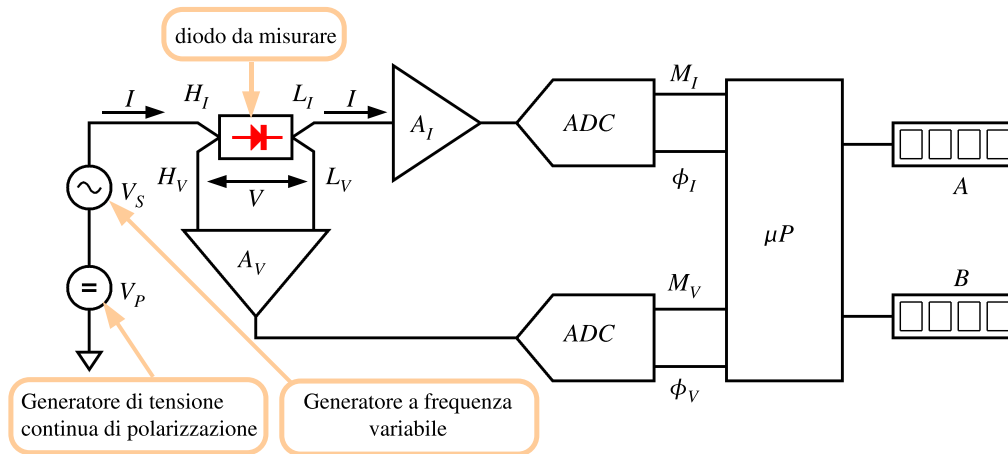 diodo da misurare
I
H_I
L_I
I
A_I
ADC
M_I
ϕ_I
A
H_V
L_V
V
V_S
A_V
μP
V_P
=
M_V
ADC
ϕ_V
B
Generatore di tensione
continua di polarizzazione
Generatore a frequenza
variabile